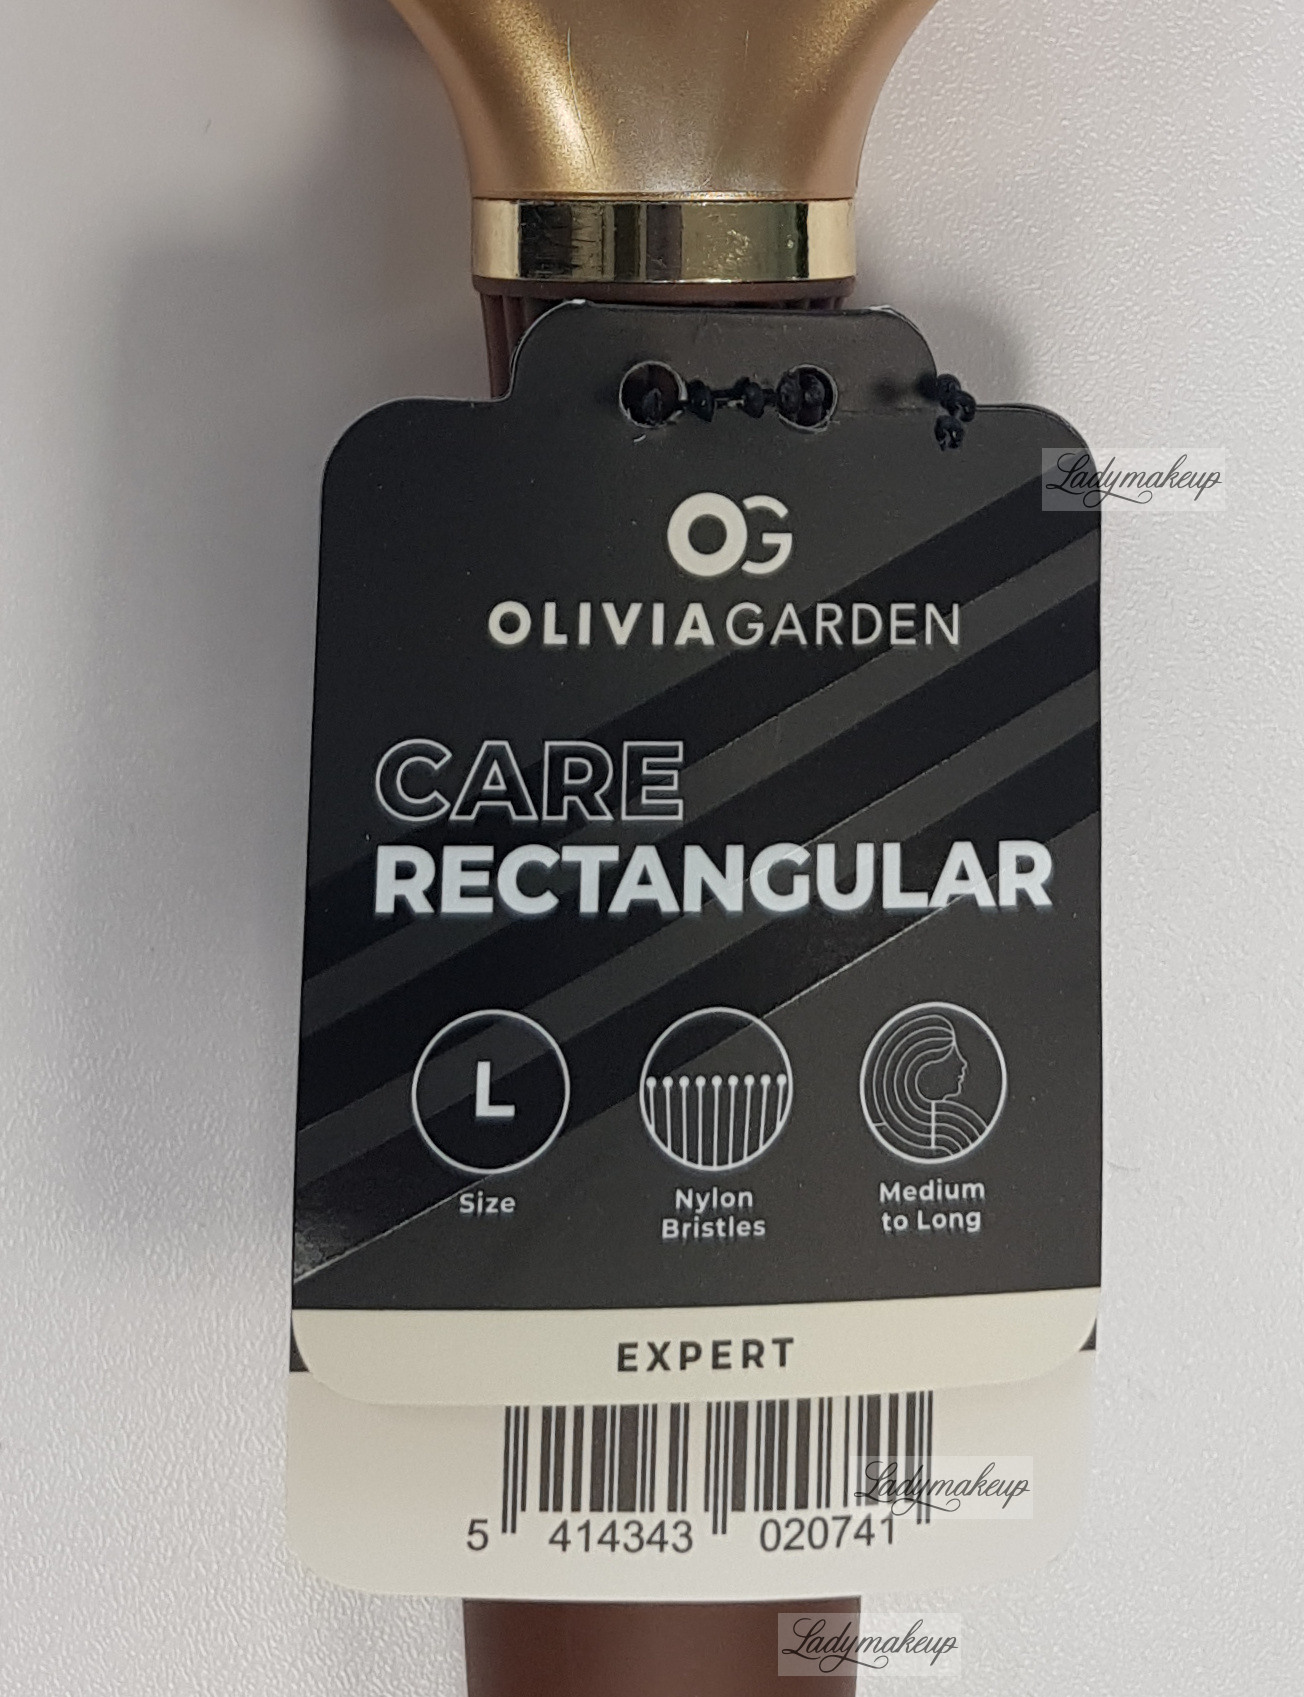 OG
OLIVIAGARDEN
Ladymakeup
CARE
RECTANGULAR
L
Size
Nylon
Bristles
Medium
to Long
EXPERT
Ladymakeup
5 414343 020741
Ladymakeup